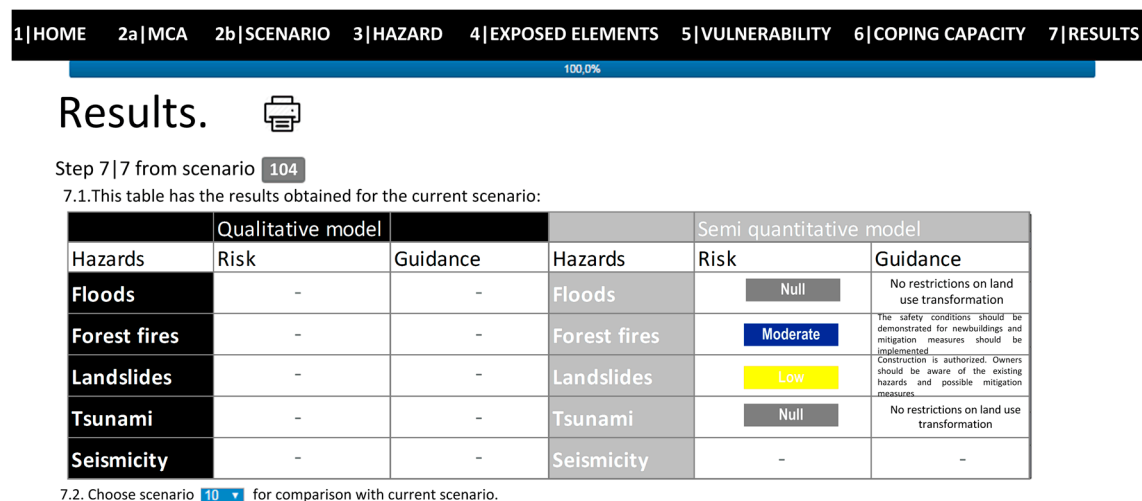 1|HOME 2a|MCA 2b|SCENARIO 3|HAZARD 4|EXPOSED ELEMENTS 5|VULNERABILITY 6|COPING CAPACITY 7|RESULTS
100,0%
Results.
Step 7|7 from scenario 104
7.1.This table has the results obtained for the current scenario:
Qualitative model Semi quantitative model
Hazards Risk Guidance Hazards Risk Guidance
Floods - - Floods Null No restrictions on land
use transformation
Forest fires - - Forest fires Moderate The safety conditions should be
demonstrated for newbuildings and
mitigation measures should be
implemented
Landslides - - Landslides Low Construction is authorized. Owners
should be aware of the existing
hazards and possible mitigation
measures
Tsunami - - Tsunami Null No restrictions on land use
transformation
Seismicity - - Seismicity - -
7.2. Choose scenario 10 for comparison with current scenario.